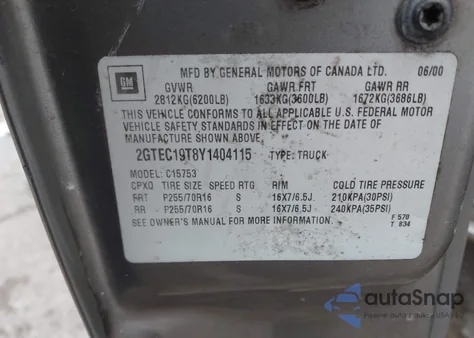 GM
MFD BY GENERAL MOTORS OF CANADA LTD. 06/00
GVWR GAWR FRT GAWR RR
2812KG(6200LB) 1633KG(3600LB) 1672KG(3686LB)
THIS VEHICLE CONFORMS TO ALL APPLICABLE U.S. FEDERAL MOTOR
VEHICLE SAFETY STANDARDS IN EFFECT ON THE DATE OF
MANUFACTURE SHOWN ABOVE.
2GTEC19T8Y1404115 TYPE: TRUCK
MODEL: C15753
CPXQ TIRE SIZE SPEED RTG RIM COLD TIRE PRESSURE
FRT P255/70R16 S 16X7/6.5J 210KPA(30PSI)
RR P255/70R16 S 16X7/6.5J 240KPA(35PSI)
SEE OWNER'S MANUAL FOR MORE INFORMATION.
F 570
T 834
autoSnap